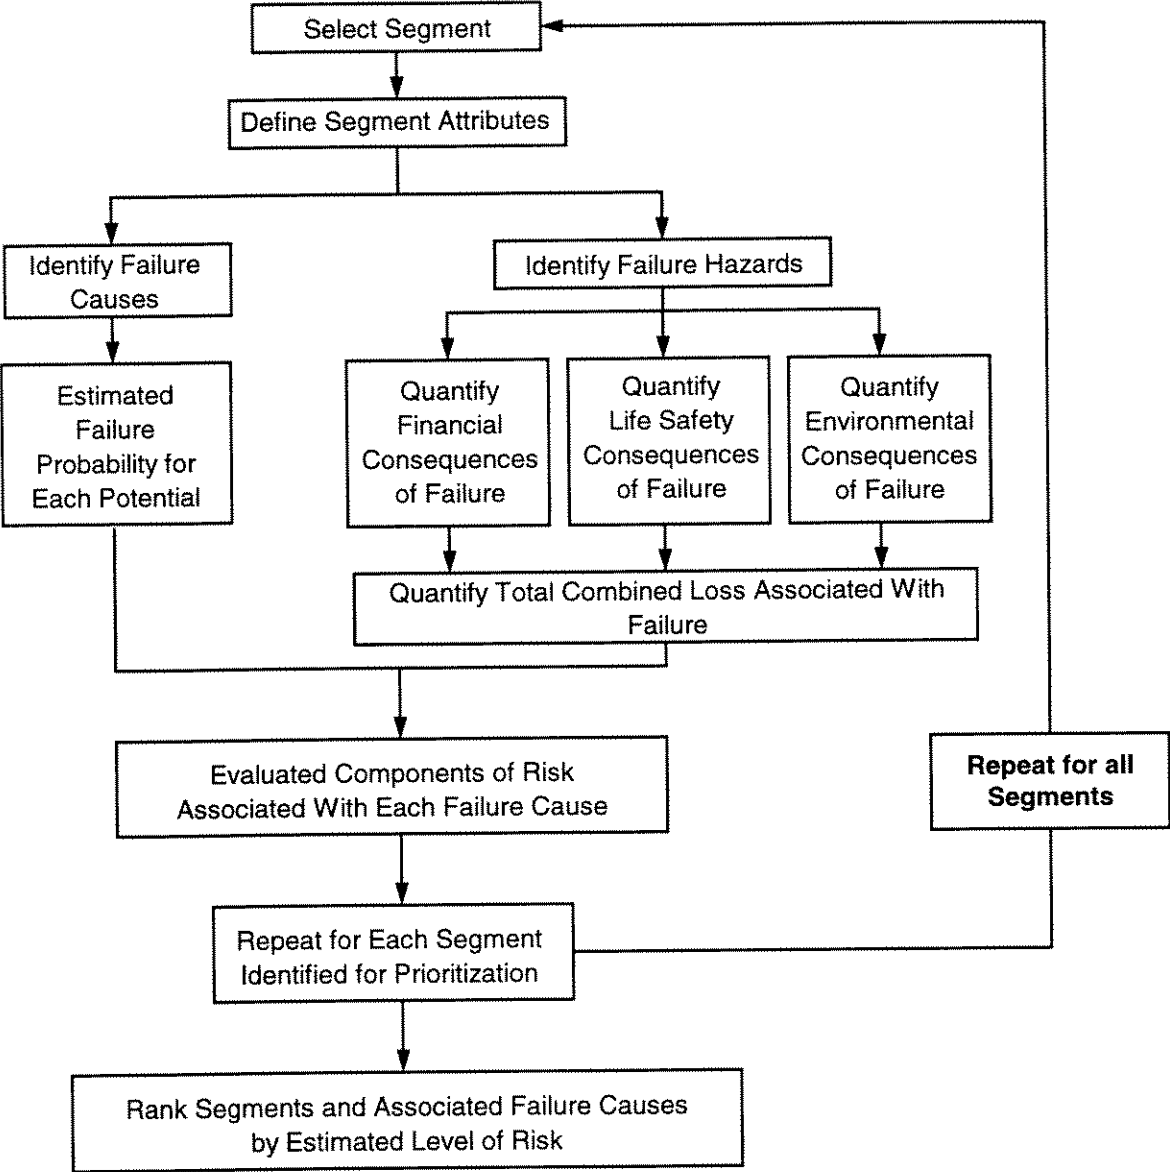 Select Segment
Define Segment Attributes
Identify Failure
Causes
Identify Failure Hazards
Estimated
Failure
Probability for
Each Potential
Quantify
Financial
Consequences
of Failure
Quantify
Life Safety
Consequences
of Failure
Quantify
Environmental
Consequences
of Failure
Quantify Total Combined Loss Associated With
Failure
Evaluated Components of Risk
Associated With Each Failure Cause
Repeat for all
Segments
Repeat for Each Segment
Identified for Prioritization
Rank Segments and Associated Failure Causes
by Estimated Level of Risk